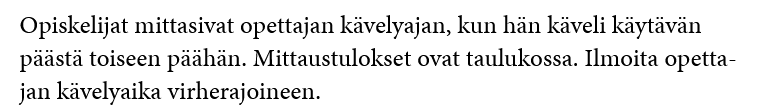 Opiskelijat mittasivat opettajan kävelyajan, kun hän käveli käytävän
päästä toiseen päähän. Mittaustulokset ovat taulukossa. Ilmoita opetta-
jan kävelyaika virherajoineen.